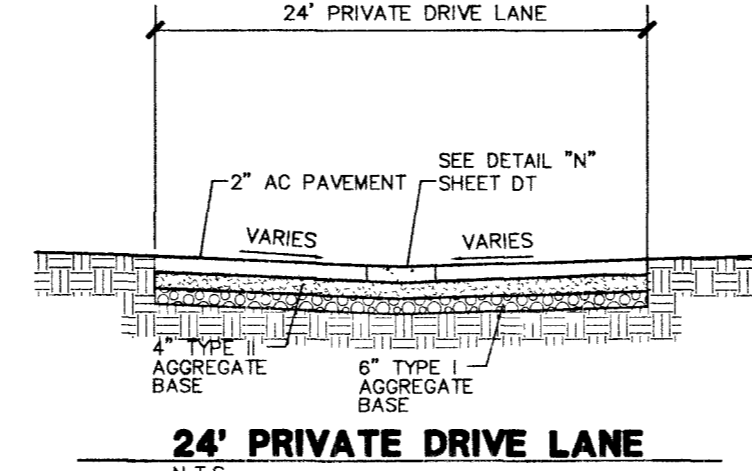 24' PRIVATE DRIVE LANE
SEE DETAIL "N"
SHEET DT
2" AC PAVEMENT
VARIES
VARIES
4" TYPE II
AGGREGATE
BASE
6" TYPE I
AGGREGATE
BASE
24' PRIVATE DRIVE LANE
N.T.S.